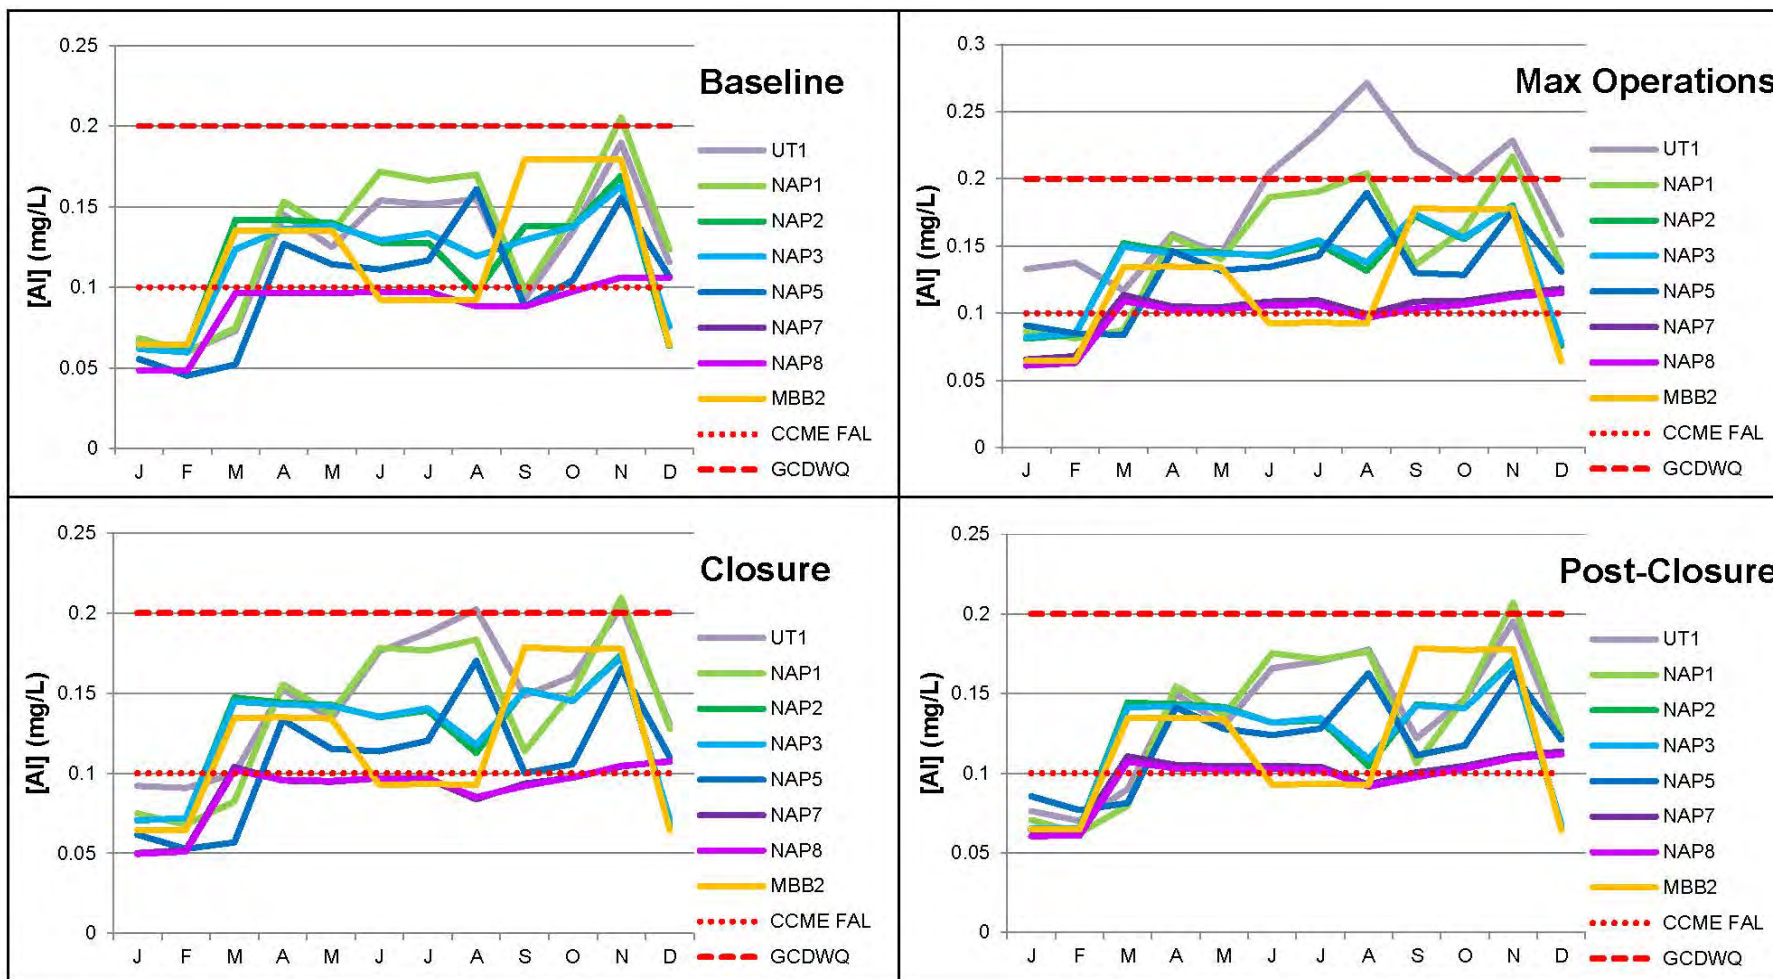 Baseline
[Al] (mg/L)
0.25
0.2
0.15
0.1
0.05
0
J F M A M J J A S O N D
UT1
NAP1
NAP2
NAP3
NAP5
NAP7
NAP8
MBB2
CCME FAL
GCDWQ
Max Operations
[Al] (mg/L)
0.3
0.25
0.2
0.15
0.1
0.05
0
J F M A M J J A S O N D
UT1
NAP1
NAP2
NAP3
NAP5
NAP7
NAP8
MBB2
CCME FAL
GCDWQ
Closure
[Al] (mg/L)
0.25
0.2
0.15
0.1
0.05
0
J F M A M J J A S O N D
UT1
NAP1
NAP2
NAP3
NAP5
NAP7
NAP8
MBB2
CCME FAL
GCDWQ
Post-Closure
[Al] (mg/L)
0.25
0.2
0.15
0.1
0.05
0
J F M A M J J A S O N D
UT1
NAP1
NAP2
NAP3
NAP5
NAP7
NAP8
MBB2
CCME FAL
GCDWQ